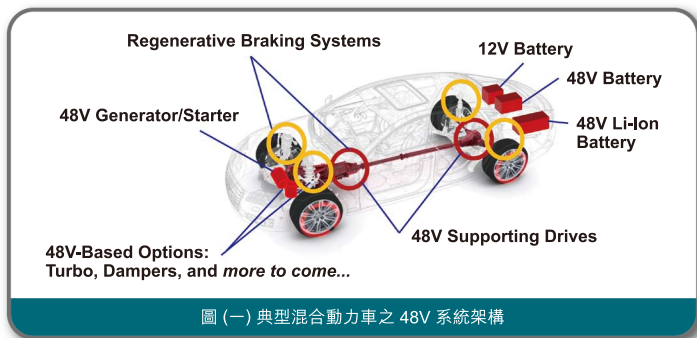 Regenerative Braking Systems
12V Battery
48V Battery
48V Generator/Starter
48V Li-Ion
Battery
48V Supporting Drives
48V-Based Options:
Turbo, Dampers, and more to come...
圖 (一) 典型混合動力車之 48V 系統架構